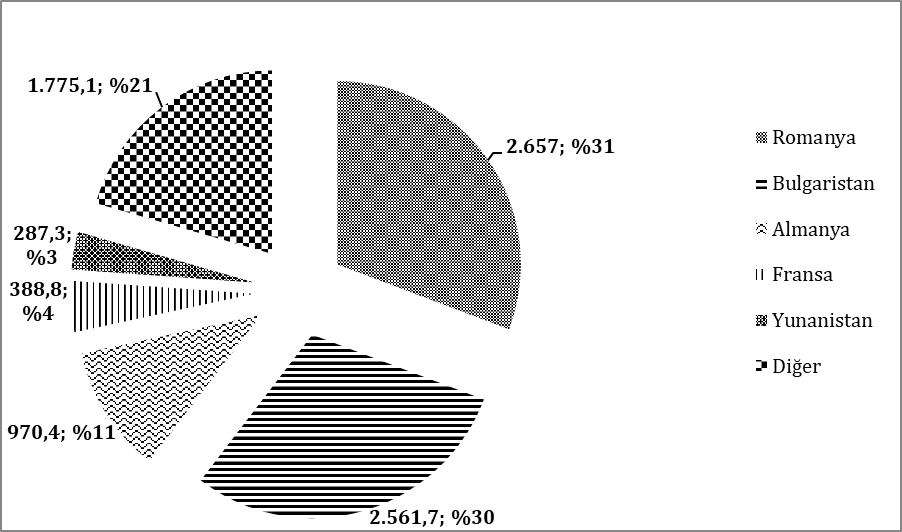 1.775,1; %21
2.657; %31
287,3;
%3
388,8;
%4
970,4; %11
2.561,7; %30
Romanya
Bulgaristan
Almanya
Fransa
Yunanistan
Diğer